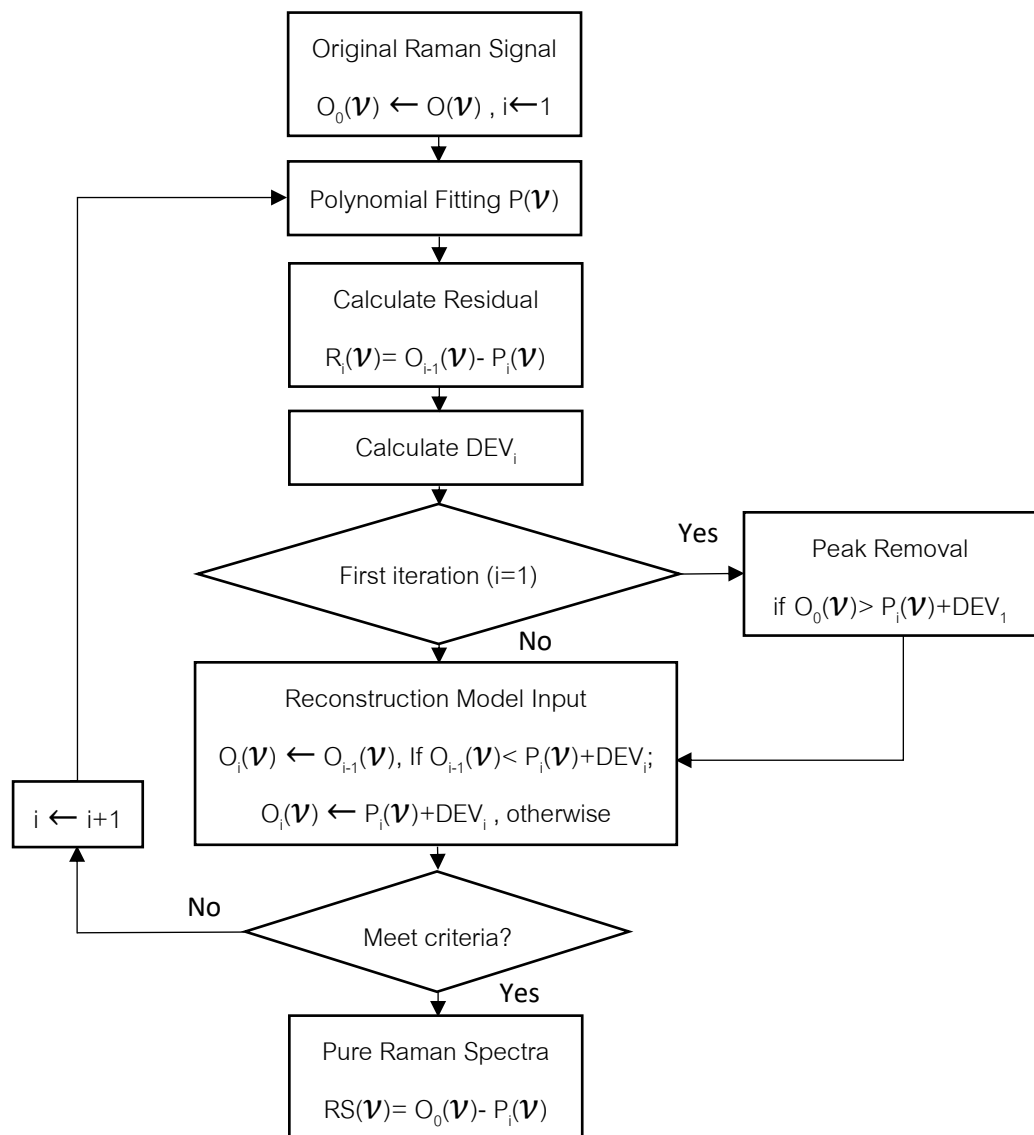 Original Raman Signal
O₀(ν) ← O(ν) , i←1
Polynomial Fitting P(ν)
Calculate Residual
Rᵢ(ν)= Oᵢ₋₁(ν)- Pᵢ(ν)
Calculate DEVᵢ
First iteration (i=1)
Yes
Peak Removal
if O₀(ν)> Pᵢ(ν)+DEV₁
No
Reconstruction Model Input
Oᵢ(ν) ← Oᵢ₋₁(ν), If Oᵢ₋₁(ν)< Pᵢ(ν)+DEVᵢ;
Oᵢ(ν) ← Pᵢ(ν)+DEVᵢ , otherwise
i ← i+1
No
Meet criteria?
Yes
Pure Raman Spectra
RS(ν)= O₀(ν)- Pᵢ(ν)